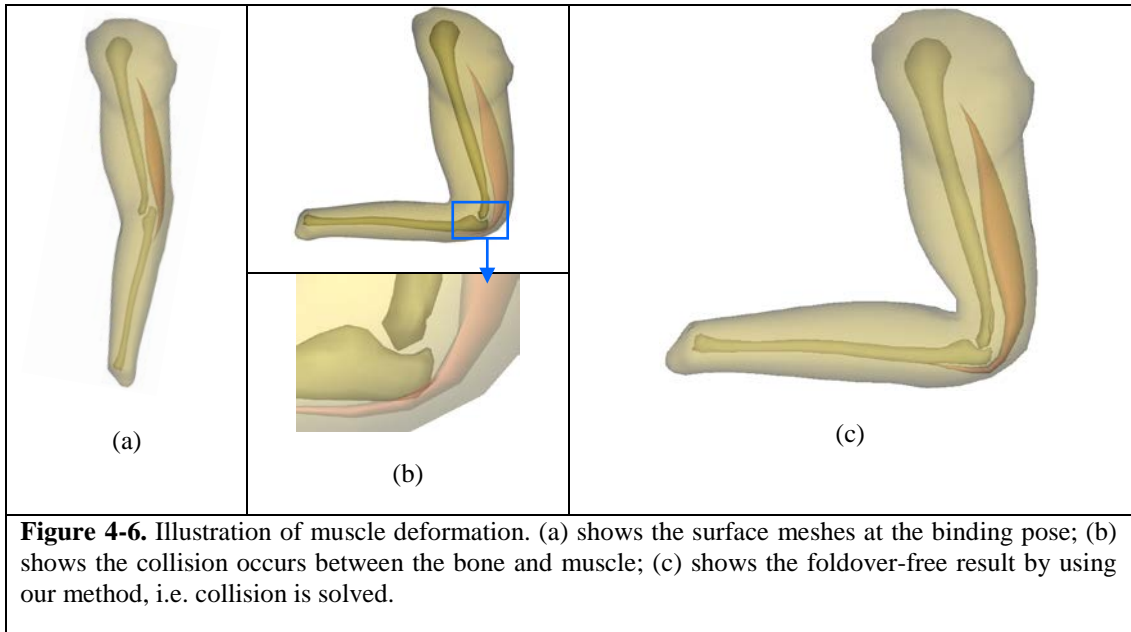 (a)
(b)
(c)
Figure 4-6. Illustration of muscle deformation. (a) shows the surface meshes at the binding pose; (b)
shows the collision occurs between the bone and muscle; (c) shows the foldover-free result by using
our method, i.e. collision is solved.